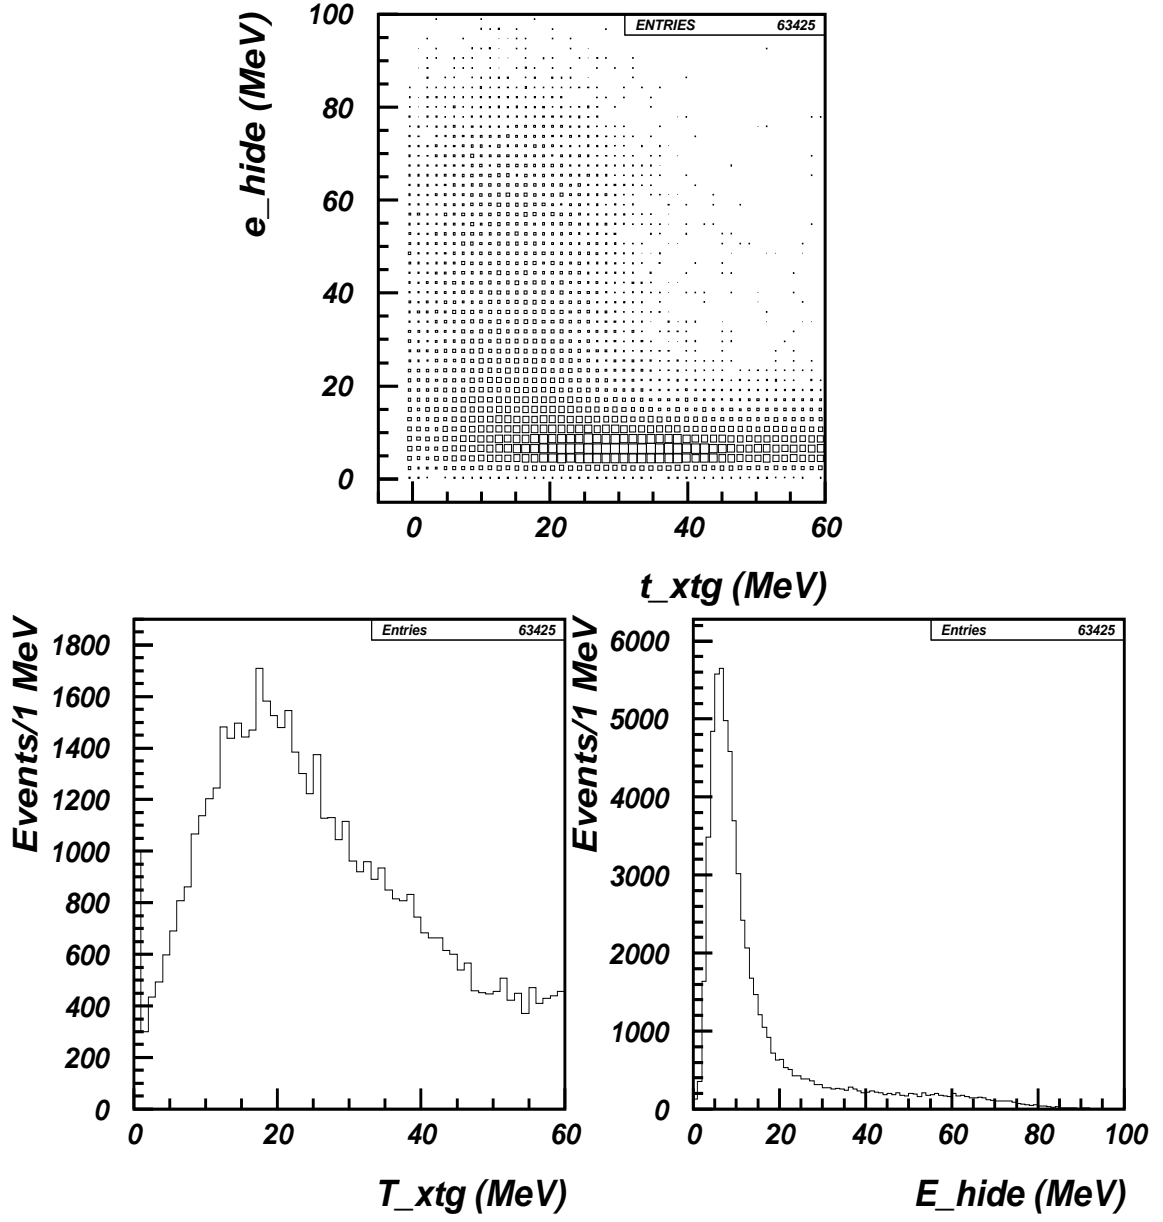 e_hide (MeV)
ENTRIES 63425
100
80
60
40
20
0
0 20 40 60
t_xtg (MeV)
Events/1 MeV
Entries 63425
1800
1600
1400
1200
1000
800
600
400
200
0
0 20 40 60
T_xtg (MeV)
Events/1 MeV
Entries 63425
6000
5000
4000
3000
2000
1000
0
0 20 40 60 80 100
E_hide (MeV)